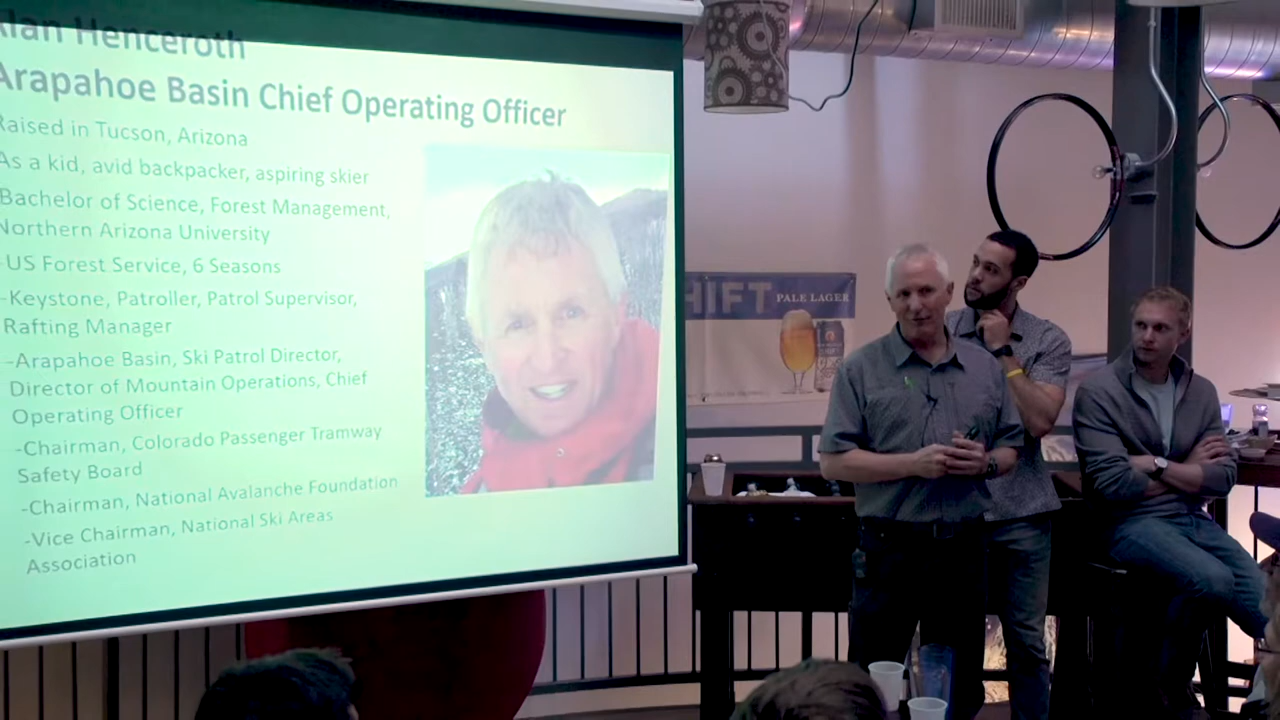 Alan Henceroth
Arapahoe Basin Chief Operating Officer
Raised in Tucson, Arizona
As a kid, avid backpacker, aspiring skier
Bachelor of Science, Forest Management,
Northern Arizona University
-US Forest Service, 6 Seasons
-Keystone, Patroller, Patrol Supervisor,
Rafting Manager
-Arapahoe Basin, Ski Patrol Director,
Director of Mountain Operations, Chief
Operating Officer
-Chairman, Colorado Passenger Tramway
Safety Board
-Chairman, National Avalanche Foundation
-Vice Chairman, National Ski Areas
Association
HIFT PALE LAGER